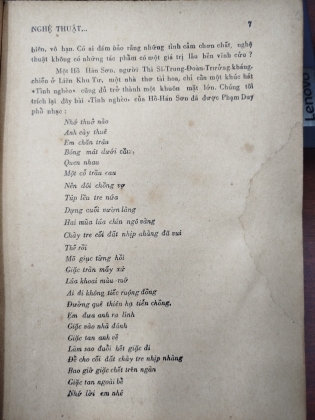 NGHỆ THUẬT... 7
kiên, vô hạn. Có ai dám bảo rằng những tình cảm chau chất, nghệ
thuật không có những tác phẩm có một giá trị lâu bền vinh cửu ?
Một Hồ Hán Sơn, người Thi Sĩ-Trung-Đoàn-Trưởng kháng.
chiến ở Liên Khu Tư, một nhà thơ tài hoa, chỉ cần một khúc hát
«Tình nghèo» cũng đủ trở thành một khuôn mặt lớn. Chúng tôi
trích lại đây bài «Tình nghèo» của Hồ-Hán Sơn đã được Phạm Duy
phổ nhạc :
Nhớ thuở nào
Anh cày thuê
Em chăn trâu
Bóng mát dưới cầu
Quen nhau
Một cỗ trầu cau
Nên đôi chồng vợ
Túp lều tre nứa
Dựng cuối vườn làng
Hai mùa lúa chín ngô vàng
Chày tre cối đất nhịp nhàng đã vui
Thế rồi
Mõ giục từng hồi
Giặc tràn mấy xứ
Lúa khoai máu rướ
Ai đi không tiếc ruộng đồng
Đường quê thiên hạ tiến chồng,
Em đưa anh ra lính
Giặc vào nhà đánh
Giặc tan anh về
Làm sao đuổi hết giặc đi
Để cho cối đất chày tre nhịp nhàng
Bao giờ giặc chết trên ngàn
Giặc tan ngoài bể
Nhớ lời em nhé
Lenovo